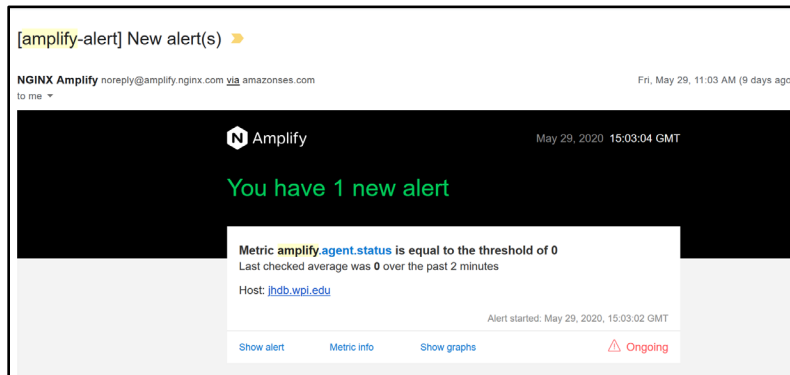 [amplify-alert] New alert(s)
NGINX Amplify noreply@amplify.nginx.com via amazonses.com
Fri, May 29, 11:03 AM (9 days ago
to me
N Amplify
May 29, 2020 15:03:04 GMT
You have 1 new alert
Metric amplify.agent.status is equal to the threshold of 0
Last checked average was 0 over the past 2 minutes
Host: jhdb.wpi.edu
Alert started: May 29, 2020, 15:03:02 GMT
Show alert Metric info Show graphs Ongoing